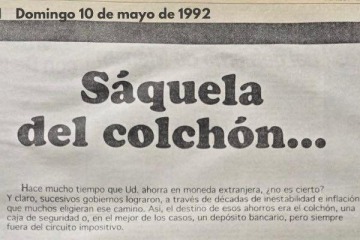 Domingo 10 de mayo de 1992
Sáquela
del colchón...
Hace mucho tiempo que Ud. ahorra en moneda extranjera, ¿no es cierto?
Y claro, sucesivos gobiernos lograron, a través de décadas de inestabilidad e inflación
que muchos eligieran ese camino. Así, el destino de esos ahorros era el colchón, una
caja de seguridad o, en el mejor de los casos, un depósito bancario, pero siempre
fuera del circuito impositivo.